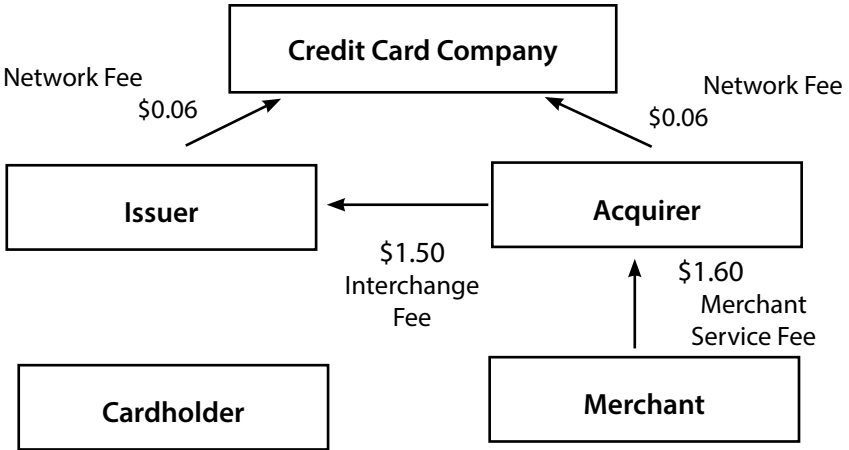 Credit Card Company
Network Fee
$0.06
Network Fee
$0.06
Issuer
Acquirer
$1.50
Interchange
Fee
$1.60
Merchant
Service Fee
Cardholder
Merchant